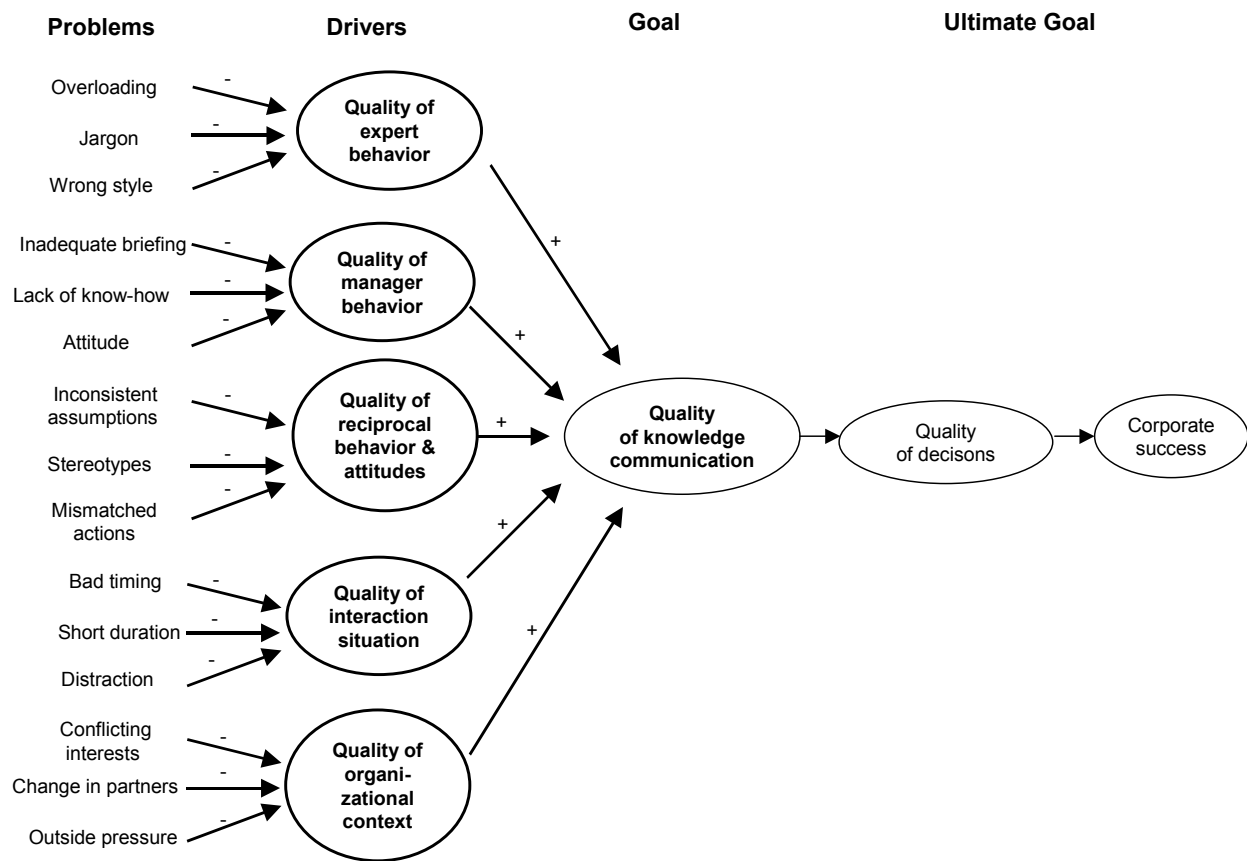 Problems
Drivers
Goal
Ultimate Goal
Overloading
-
Jargon
-
Wrong style
-
Quality of
expert
behavior
+
Inadequate briefing
-
Lack of know-how
-
Attitude
-
Quality of
manager
behavior
+
Inconsistent
assumptions
-
Stereotypes
-
Mismatched
actions
-
Quality of
reciprocal
behavior &
attitudes
+
Bad timing
-
Short duration
-
Distraction
-
Quality of
interaction
situation
+
Conflicting
interests
-
Change in partners
-
Outside pressure
-
Quality of
organi-
zational
context
+
Quality
of knowledge
communication
Quality
of decisons
Corporate
success